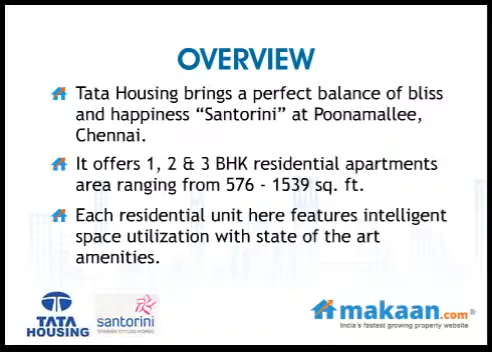 OVERVIEW
Tata Housing brings a perfect balance of bliss
and happiness “Santorini” at Poonamallee,
Chennai.
It offers 1, 2 & 3 BHK residential apartments
area ranging from 576 - 1539 sq. ft.
Each residential unit here features intelligent
space utilization with state of the art
amenities.
TATA
HOUSING
santorini
makaan.com®
India's fastest growing property website